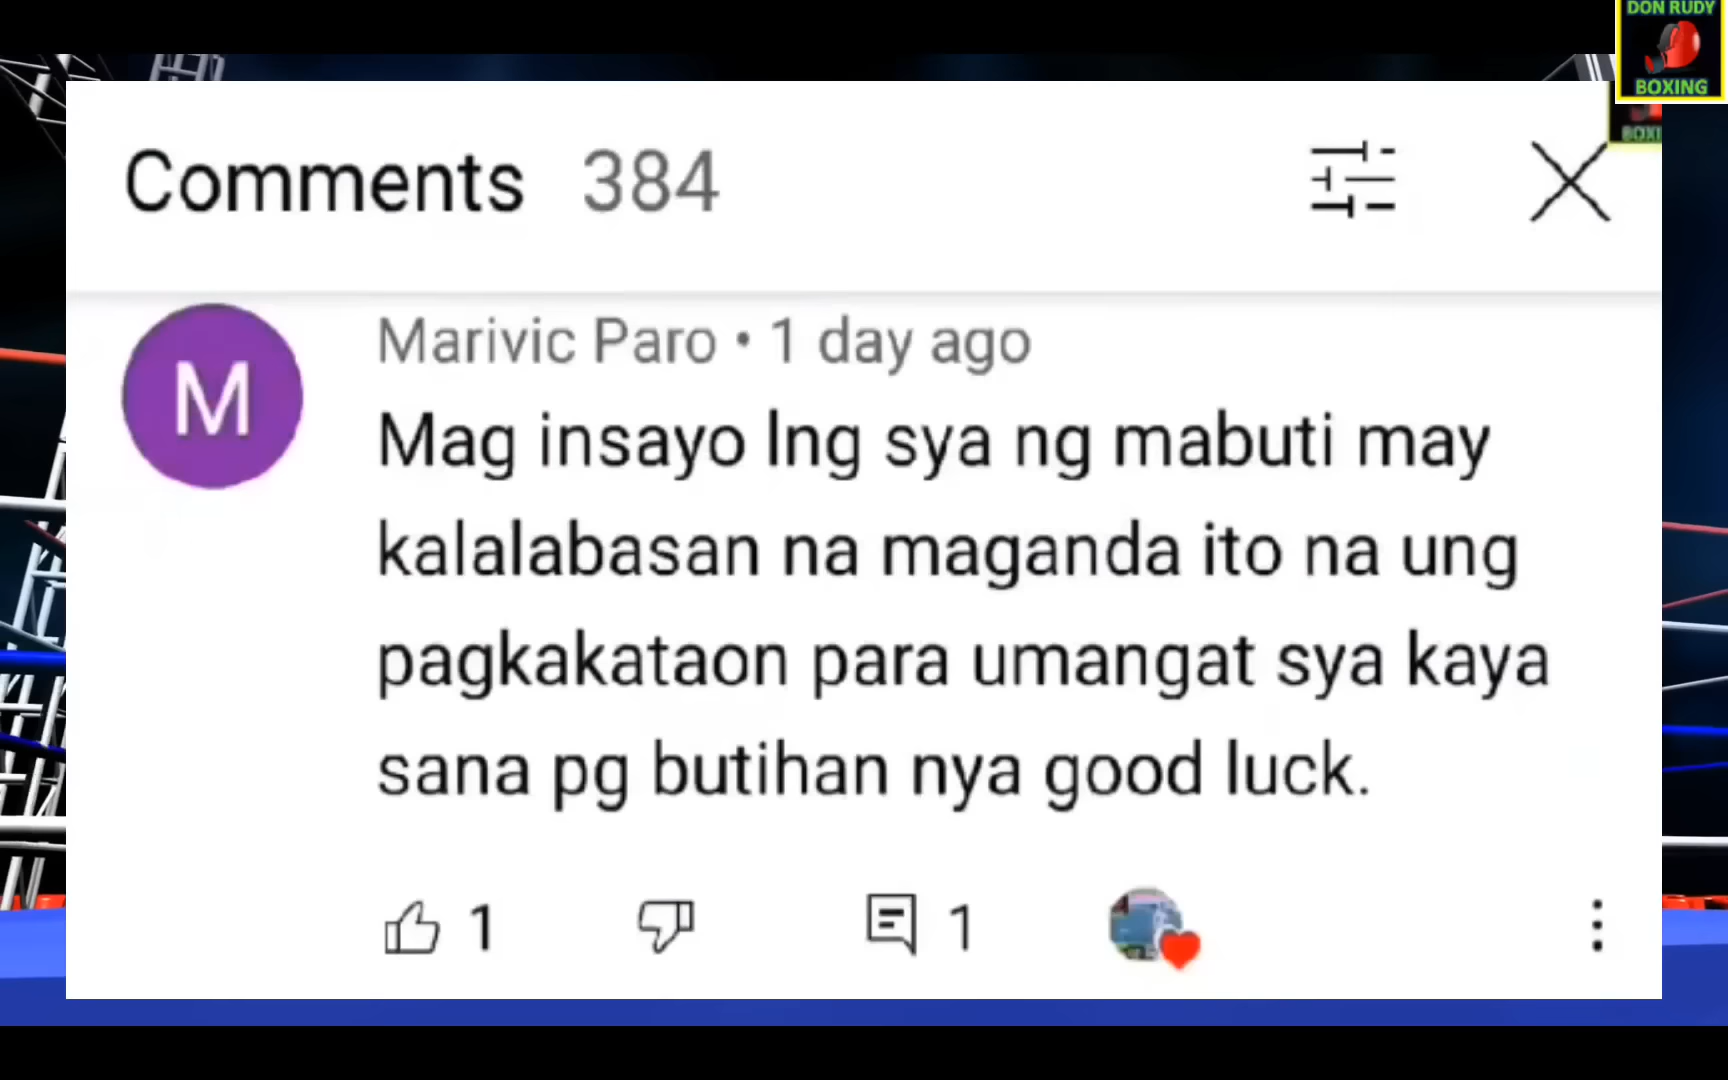 DON RUDY
BOXING
Comments 384
Marivic Paro • 1 day ago
M
Mag insayo lng sya ng mabuti may
kalalabasan na maganda ito na ung
pagkakataon para umangat sya kaya
sana pg butihan nya good luck.
1
1